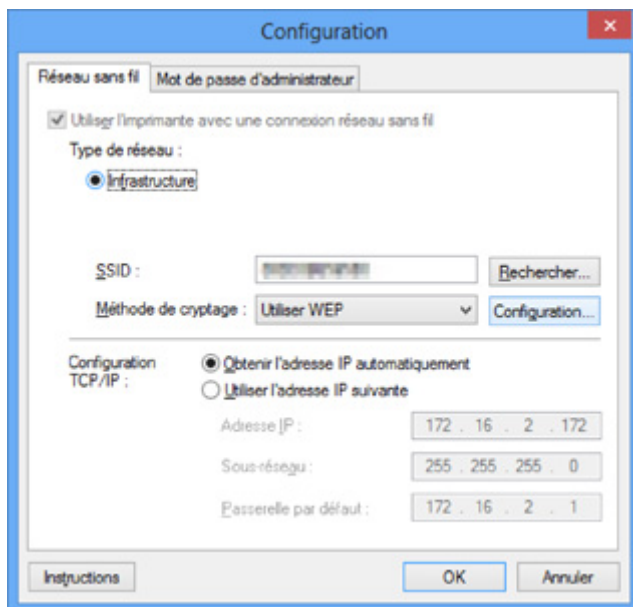 Configuration
Réseau sans fil
Mot de passe d'administrateur
Utiliser l'imprimante avec une connexion réseau sans fil
Type de réseau :
Infrastructure
SSID :
Rechercher...
Méthode de cryptage :
Utiliser WEP
Configuration...
Configuration
TCP/IP :
Obtenir l'adresse IP automatiquement
Utiliser l'adresse IP suivante
Adresse IP :
172 . 16 . 2 . 172
Sous-réseau :
255 . 255 . 255 . 0
Passerelle par défaut :
172 . 16 . 2 . 1
Instructions
OK
Annuler